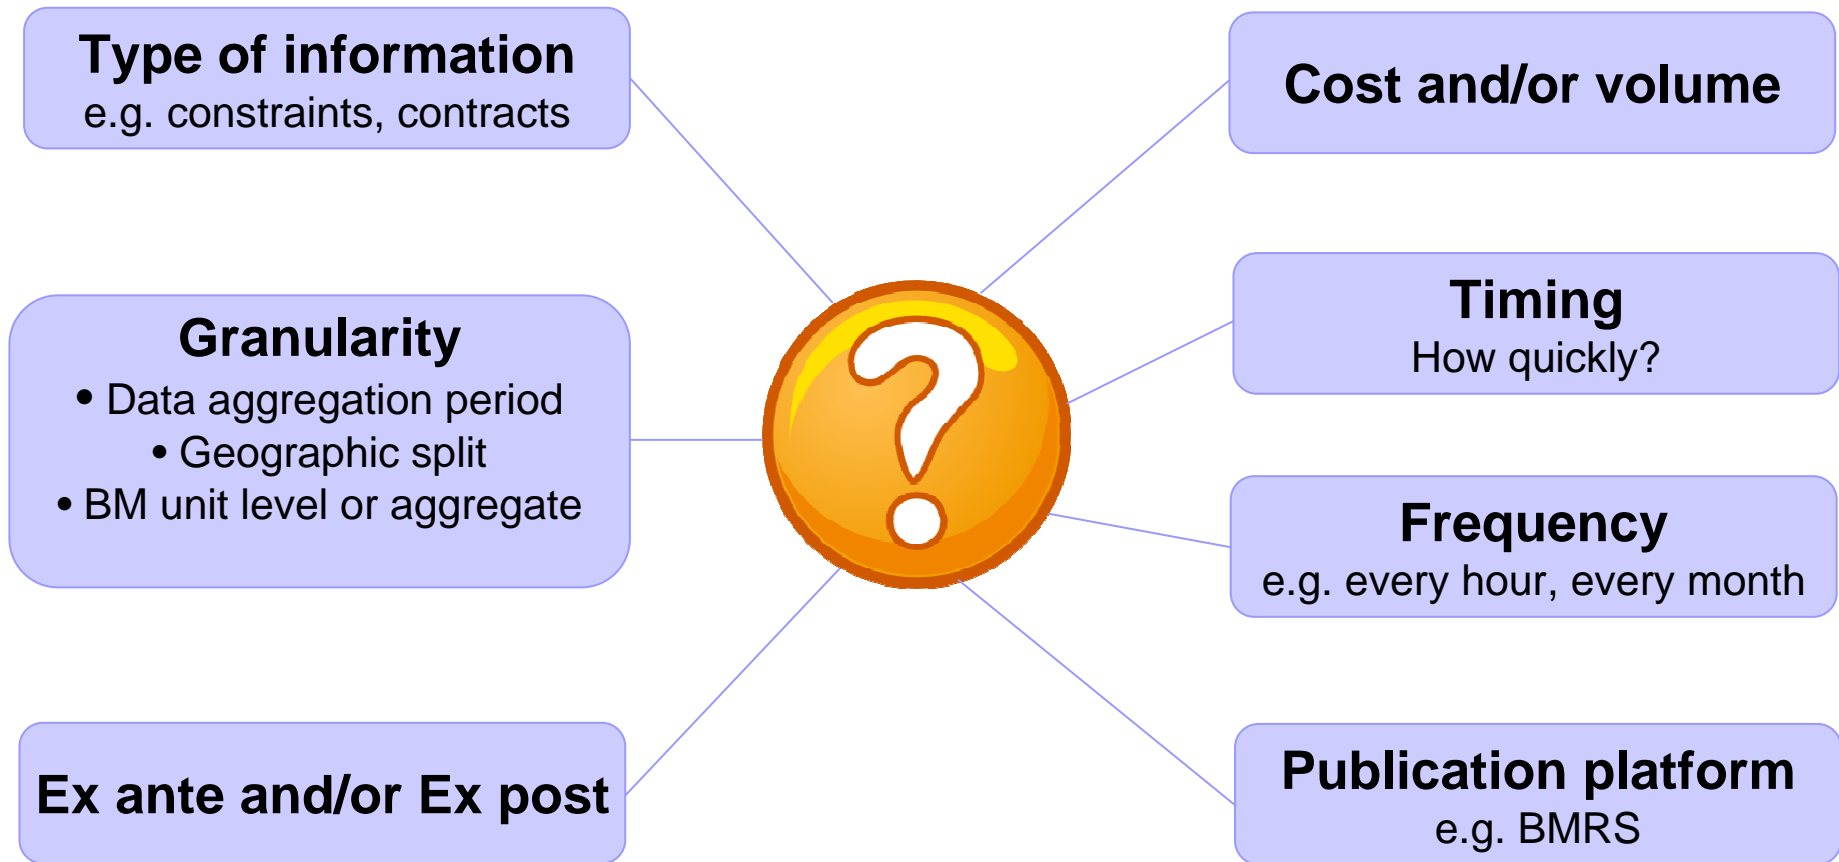 Type of information
e.g. constraints, contracts
Granularity
• Data aggregation period
• Geographic split
• BM unit level or aggregate
Ex ante and/or Ex post
?
Cost and/or volume
Timing
How quickly?
Frequency
e.g. every hour, every month
Publication platform
e.g. BMRS